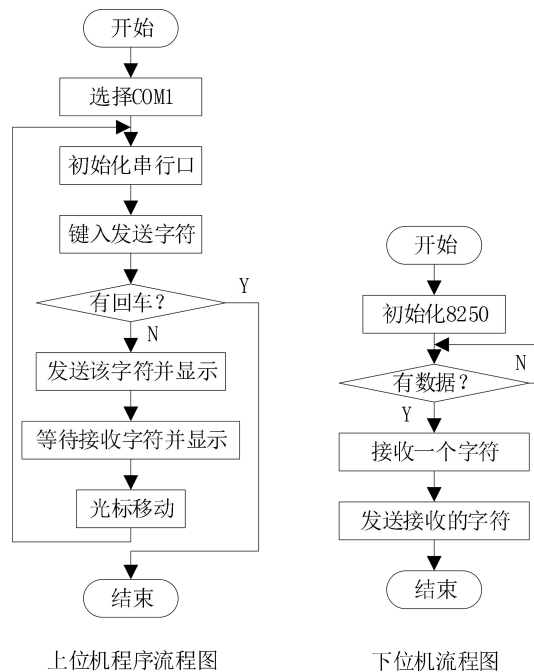 开始
选择COM1
初始化串行口
键入发送字符
有回车?
Y
N
发送该字符并显示
等待接收字符并显示
光标移动
结束
上位机程序流程图
开始
初始化8250
有数据?
N
Y
接收一个字符
发送接收的字符
结束
下位机流程图